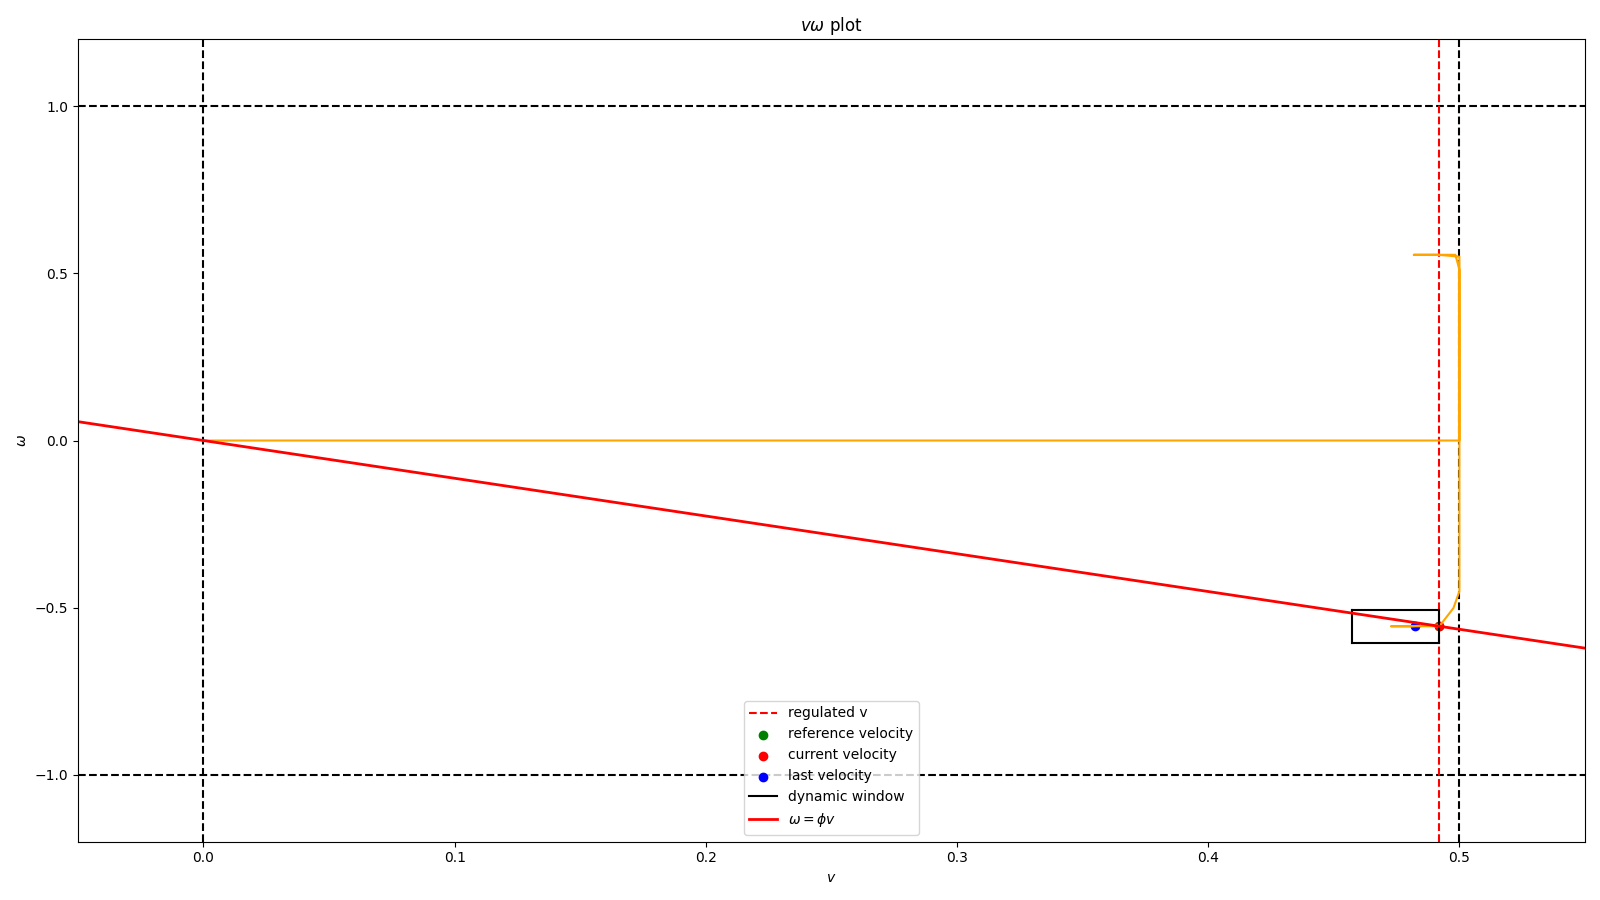 vω plot
1.0
0.5
0.0
−0.5
−1.0
ω
0.0
0.1
0.2
0.3
0.4
0.5
v
regulated v
reference velocity
current velocity
last velocity
dynamic window
ω = ϕv